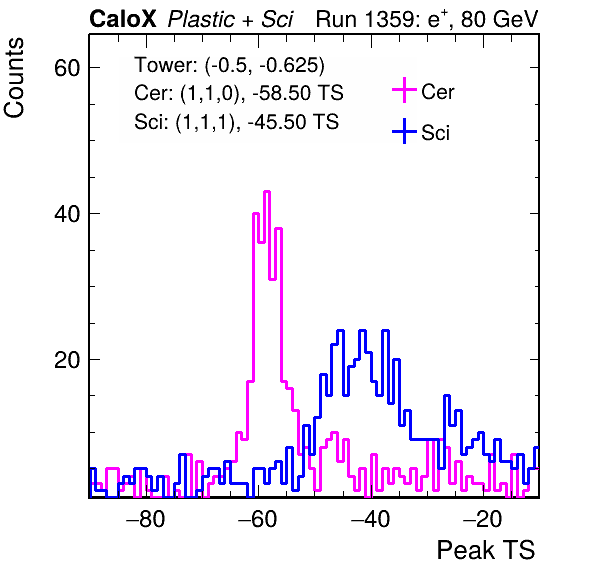 CaloX Plastic + Sci Run 1359: e+, 80 GeV
Counts
Tower: (-0.5, -0.625)
Cer: (1,1,0), -58.50 TS
Sci: (1,1,1), -45.50 TS
Cer
Sci
60
40
20
−80 −60 −40 −20
Peak TS